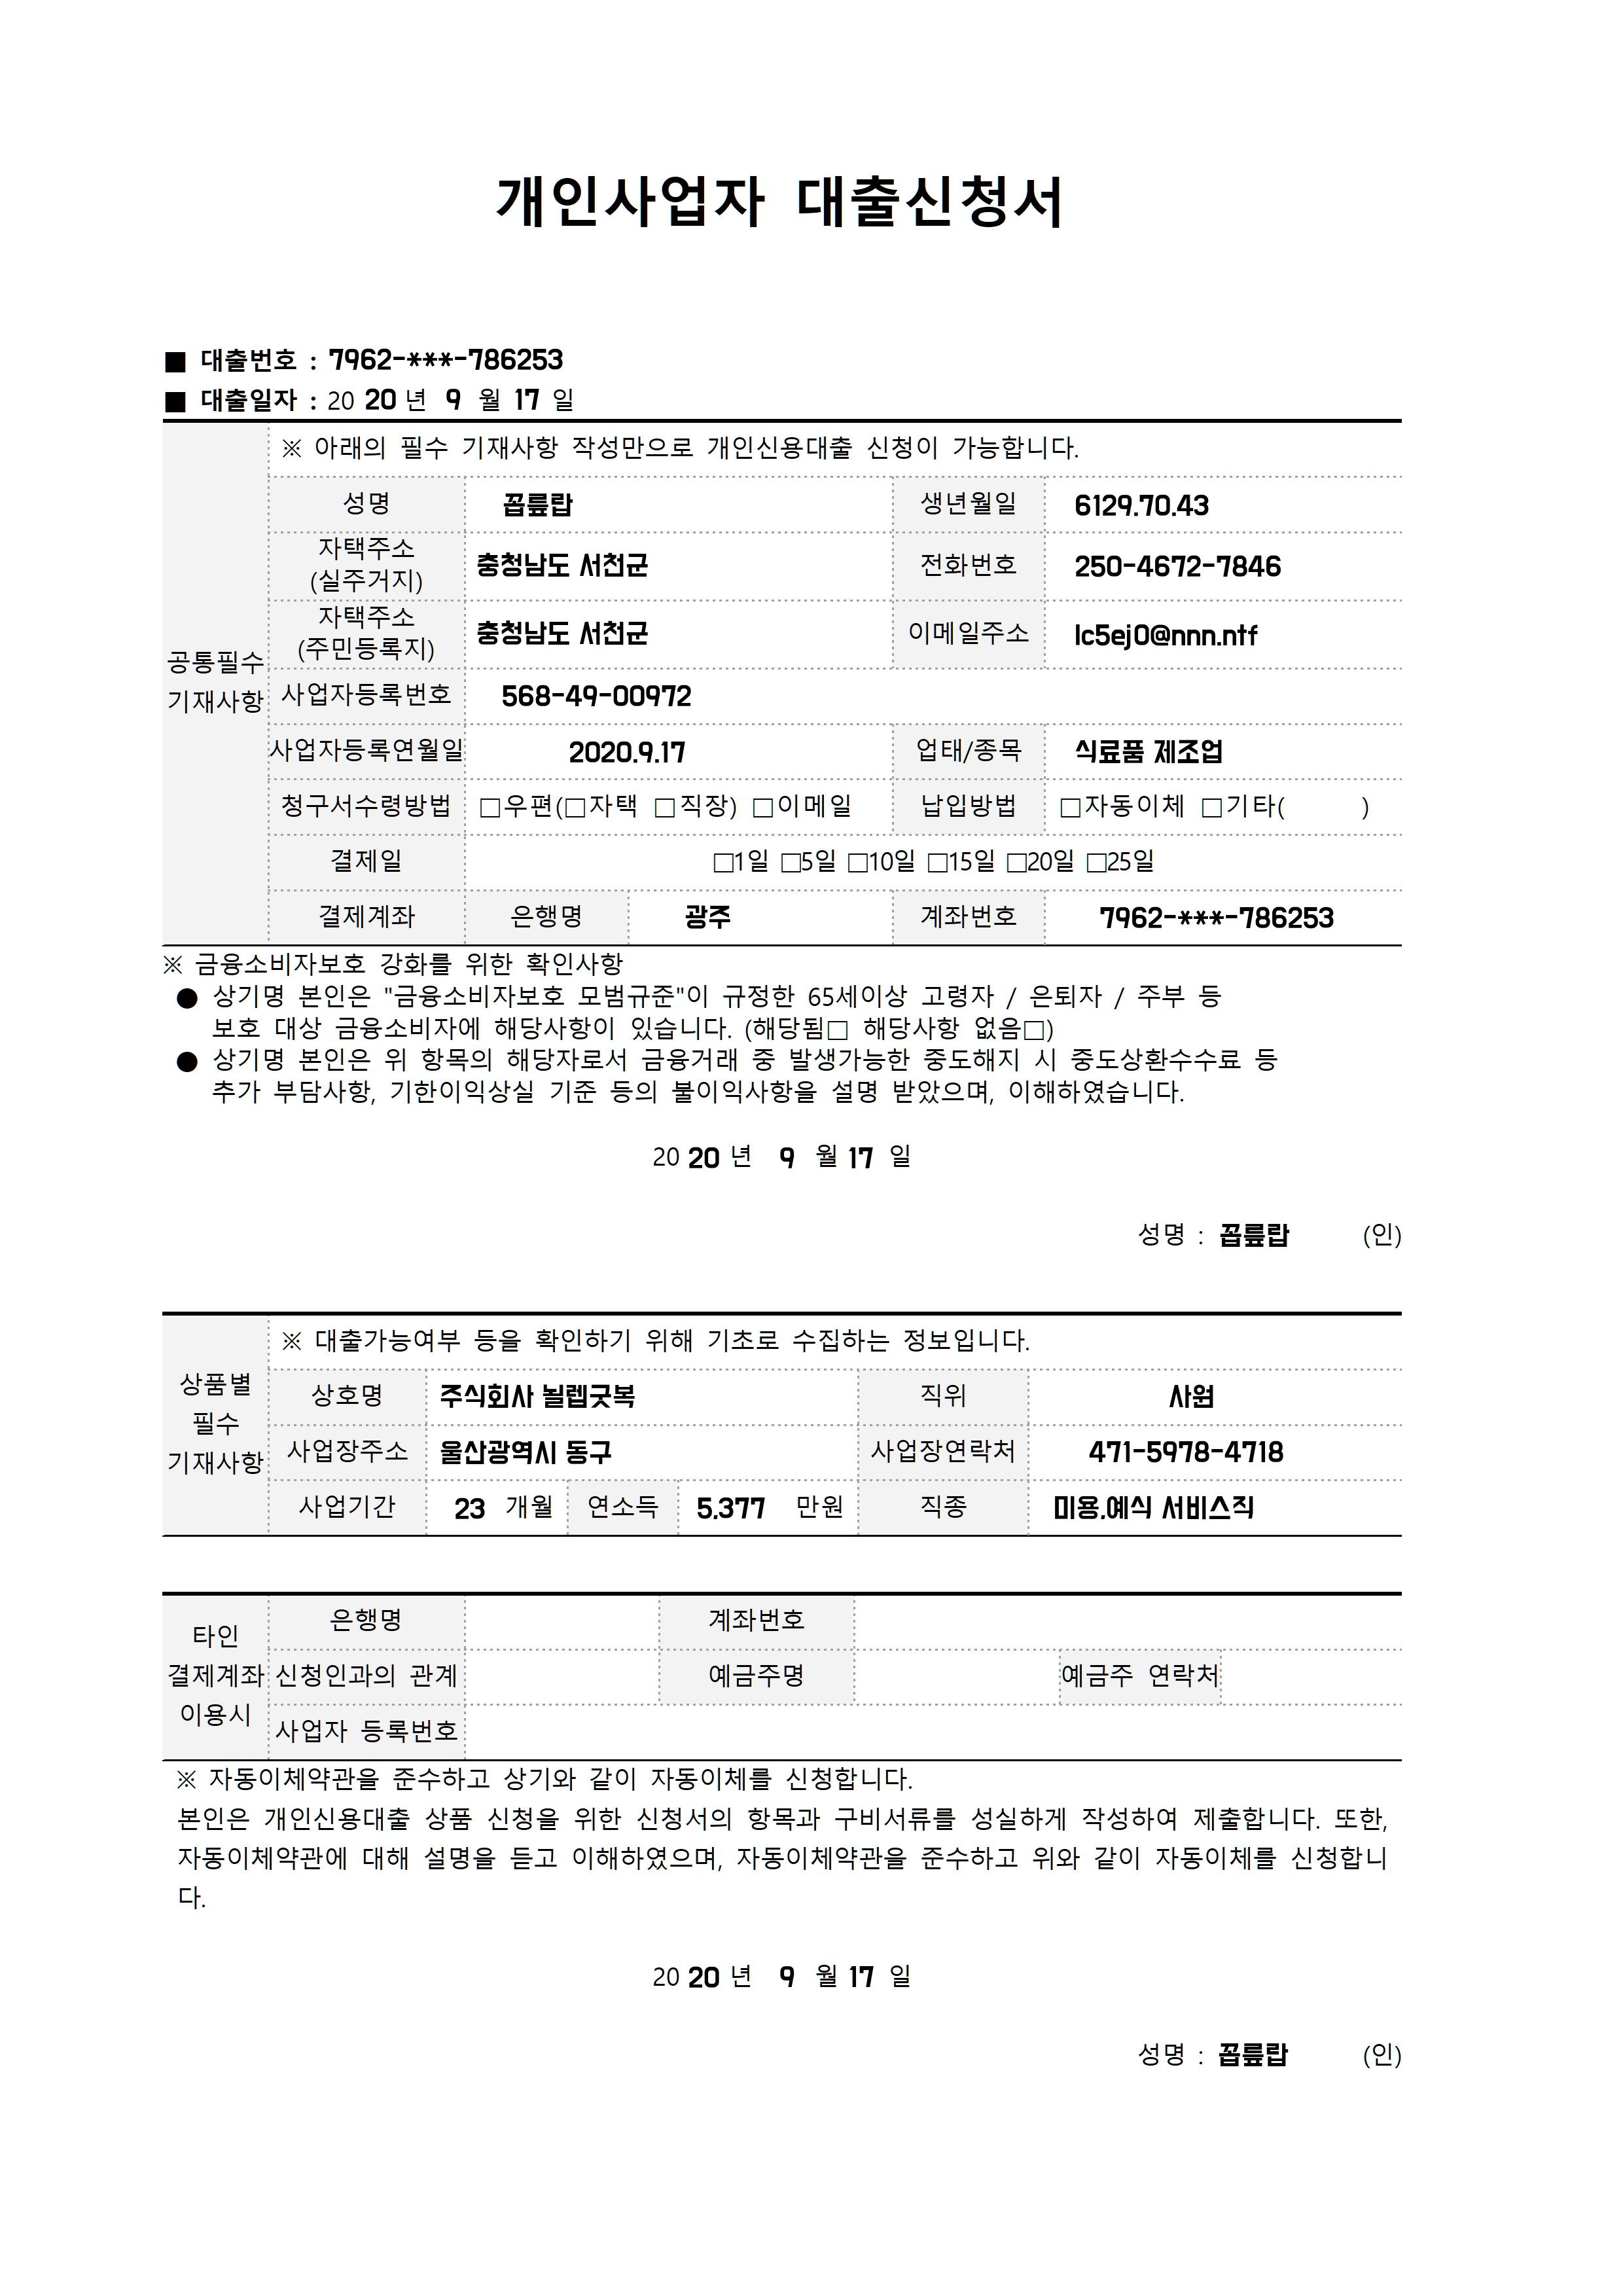 개인사업자 대출신청서
■ 대출번호 : 7962-***-786253
■ 대출일자 : 20 20 년 9 월 17 일
※ 아래의 필수 기재사항 작성만으로 개인신용대출 신청이 가능합니다.
공통필수
기재사항
성명 꼽릎랍 생년월일 6129.70.43
자택주소
(실주거지) 충청남도 서천군 전화번호 250-4672-7846
자택주소
(주민등록지) 충청남도 서천군 이메일주소 lc5ej0@nnn.ntf
사업자등록번호 568-49-00972
사업자등록연월일 2020.9.17 업태/종목 식료품 제조업
청구서수령방법 □우편(□자택 □직장) □이메일 납입방법 □자동이체 □기타( )
결제일 □1일 □5일 □10일 □15일 □20일 □25일
결제계좌 은행명 광주 계좌번호 7962-***-786253
※ 금융소비자보호 강화를 위한 확인사항
● 상기명 본인은 "금융소비자보호 모범규준"이 규정한 65세이상 고령자 / 은퇴자 / 주부 등
보호 대상 금융소비자에 해당사항이 있습니다. (해당됨□ 해당사항 없음□)
● 상기명 본인은 위 항목의 해당자로서 금융거래 중 발생가능한 중도해지 시 중도상환수수료 등
추가 부담사항, 기한이익상실 기준 등의 불이익사항을 설명 받았으며, 이해하였습니다.
20 20 년 9 월 17 일
성명 : 꼽릎랍 (인)
※ 대출가능여부 등을 확인하기 위해 기초로 수집하는 정보입니다.
상품별
필수
기재사항
상호명 주식회사 뇔렙긋복 직위 사원
사업장주소 울산광역시 동구 사업장연락처 471-5978-4718
사업기간 23 개월 연소득 5,377 만원 직종 미용,예식 서비스직
타인
결제계좌
이용시
은행명 계좌번호
신청인과의 관계 예금주명 예금주 연락처
사업자 등록번호
※ 자동이체약관을 준수하고 상기와 같이 자동이체를 신청합니다.
본인은 개인신용대출 상품 신청을 위한 신청서의 항목과 구비서류를 성실하게 작성하여 제출합니다. 또한,
자동이체약관에 대해 설명을 듣고 이해하였으며, 자동이체약관을 준수하고 위와 같이 자동이체를 신청합니
다.
20 20 년 9 월 17 일
성명 : 꼽릎랍 (인)